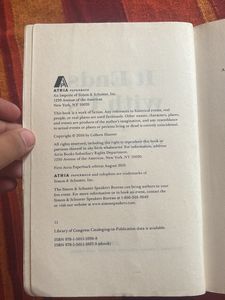 ATRIA PAPERBACK
An Imprint of Simon & Schuster, Inc.
1230 Avenue of the Americas
New York, NY 10020
This book is a work of fiction. Any references to historical events, real
people, or real places are used fictitiously. Other names, characters, places,
and events are products of the author's imagination, and any resemblance
to actual events or places or persons living or dead is entirely coincidental.
Copyright © 2016 by Colleen Hoover
All rights reserved, including the right to reproduce this book or
portions thereof in any form whatsoever. For information, address
Atria Books Subsidiary Rights Department,
1230 Avenue of the Americas, New York, NY 10020.
First Atria Paperback edition August 2016
ATRIA PAPERBACK and colophon are trademarks of
Simon & Schuster, Inc.
The Simon & Schuster Speakers Bureau can bring authors to your
live event. For more information or to book an event, contact
the Simon & Schuster Speakers Bureau at 1-866-248-3049
or visit our website at www.simonspeakers.com.
Library of Congress Cataloging-in-Publication data is available.
ISBN 978-1-5011-1036-8
ISBN 978-1-5011-1037-5 (ebook)
It Ends
with